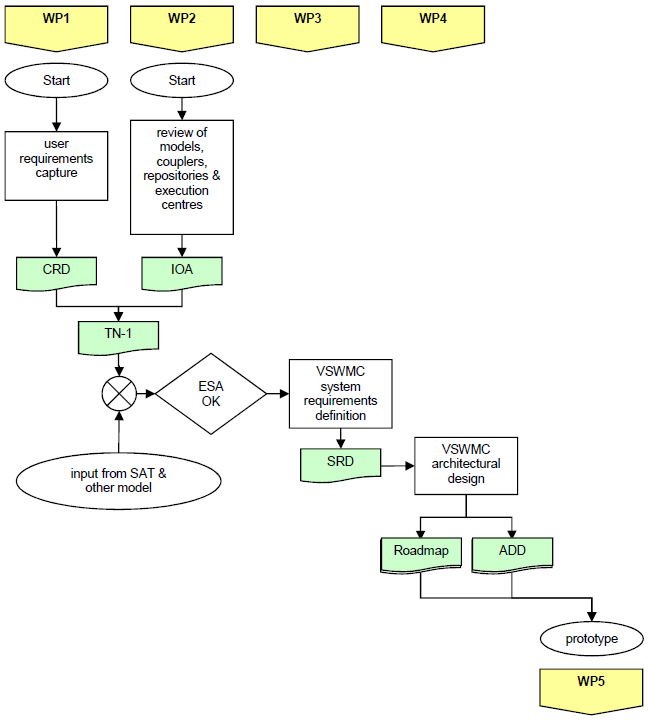 WP1
WP2
WP3
WP4
Start
Start
user
requirements
capture
review of
models,
couplers,
repositories &
execution
centres
CRD
IOA
TN-1
ESA
OK
VSWMC
system
requirements
definition
input from SAT &
other model
SRD
VSWMC
architectural
design
Roadmap
ADD
prototype
WP5